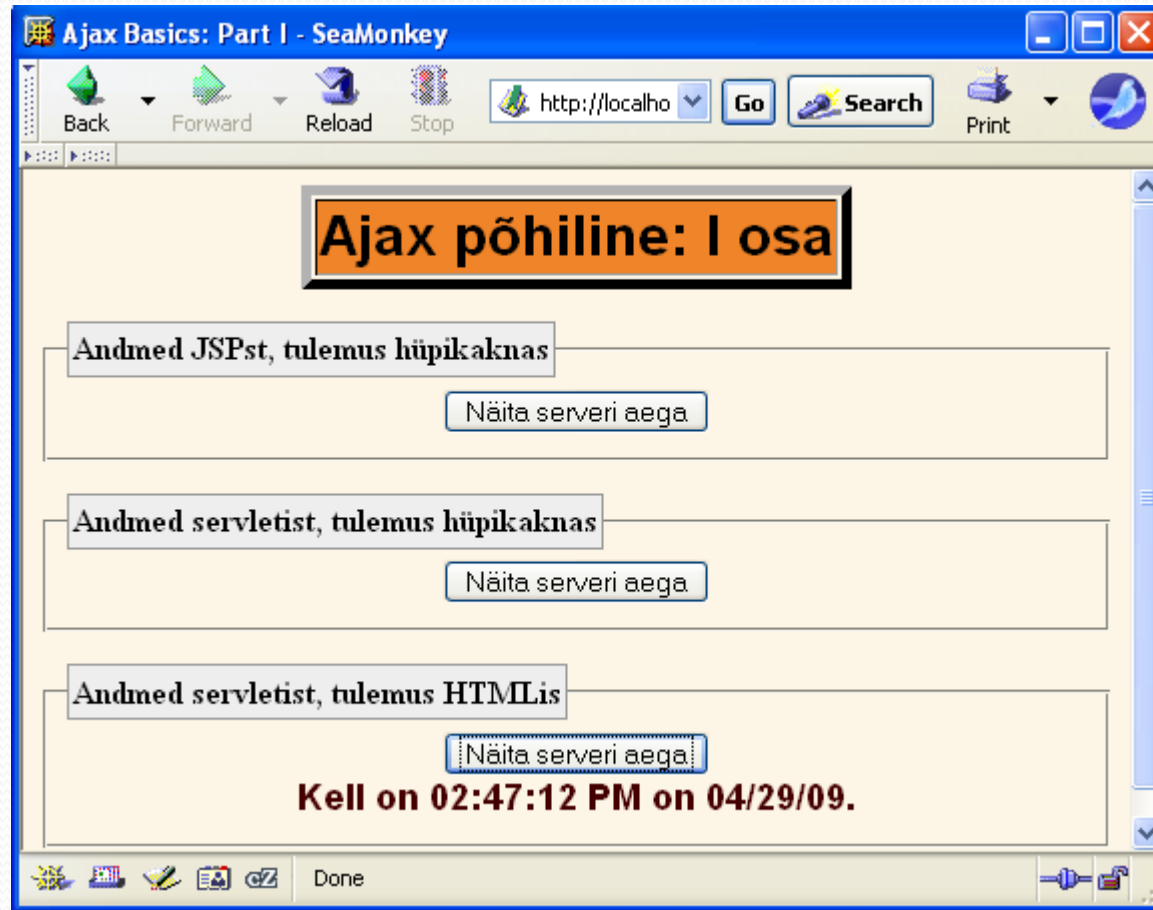 Ajax Basics: Part I - SeaMonkey
Back Forward Reload Stop http://localho Go Search Print
Ajax põhiline: I osa
Andmed JSPst, tulemus hüpikaknas
Näita serveri aega
Andmed servletist, tulemus hüpikaknas
Näita serveri aega
Andmed servletist, tulemus HTMLis
Näita serveri aega
Kell on 02:47:12 PM on 04/29/09.
cZ Done